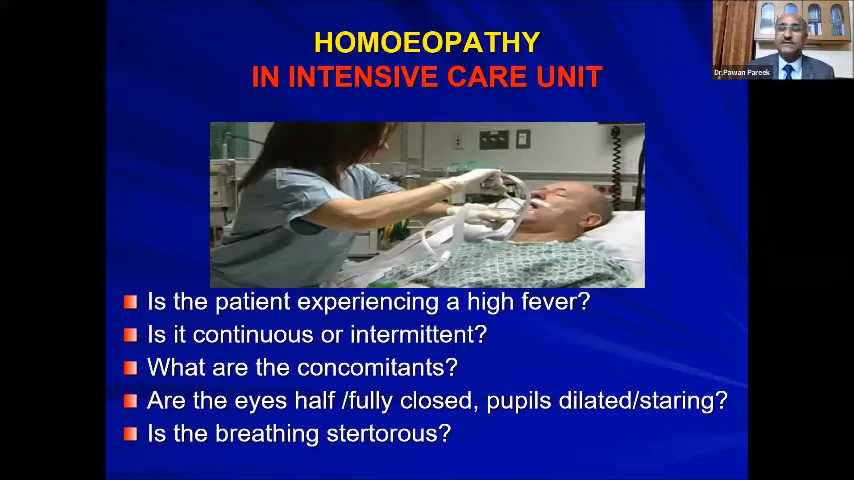 HOMOEOPATHY
IN INTENSIVE CARE UNIT
Dr.Pawan Pareek
Is the patient experiencing a high fever?
Is it continuous or intermittent?
What are the concomitants?
Are the eyes half /fully closed, pupils dilated/staring?
Is the breathing stertorous?